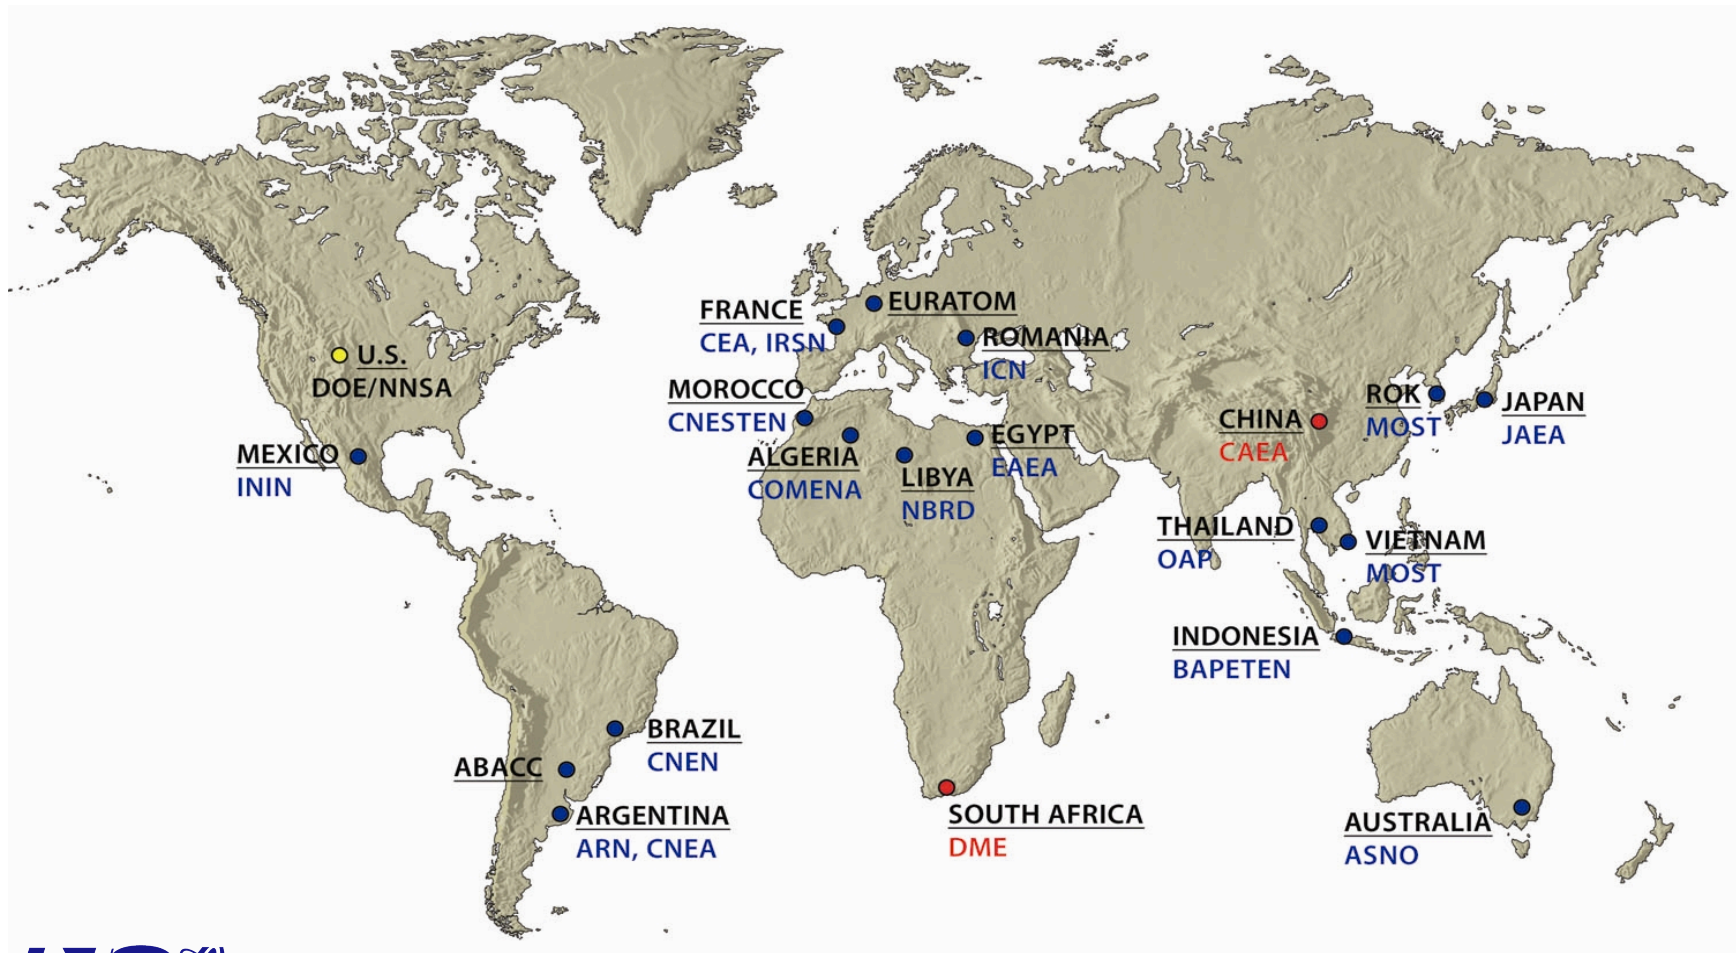 FRANCE
CEA, IRSN
EURATOM
ROMANIA
ICN
U.S.
DOE/NNSA
MOROCCO
CNESTEN
MEXICO
ININ
ALGERIA
COMENA
LIBYA
NBRD
EGYPT
EAEA
CHINA
CAEA
ROK
MOST
JAPAN
JAEA
THAILAND
OAP
VIETNAM
MOST
INDONESIA
BAPETEN
BRAZIL
CNEN
ABACC
ARGENTINA
ARN, CNEA
SOUTH AFRICA
DME
AUSTRALIA
ASNO